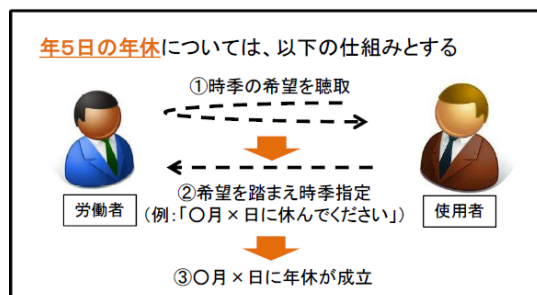 年5日の年休については、以下の仕組みとする
①時季の希望を聴取
②希望を踏まえ時季指定
労働者
(例:「〇月×日に休んでください」)
使用者
③〇月×日に年休が成立